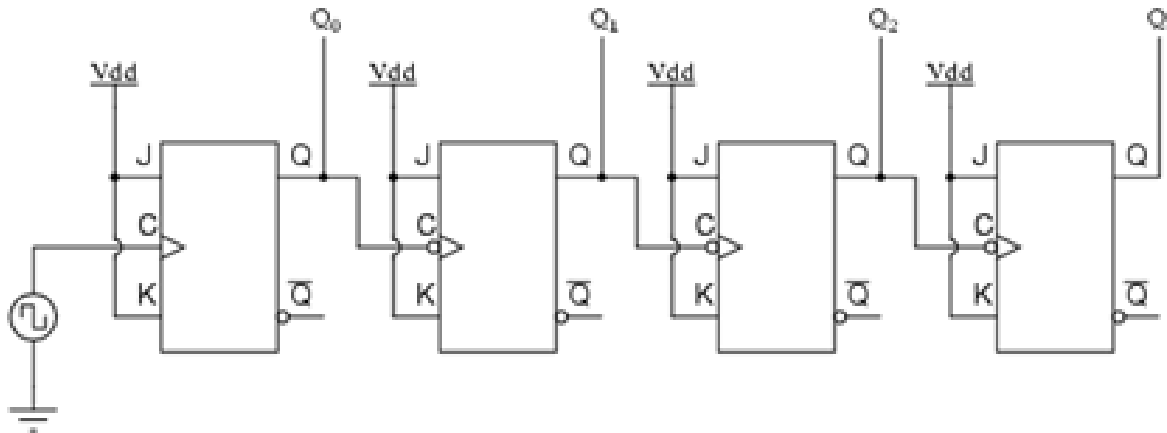 Q0 Q1 Q2 Q
Vdd Vdd Vdd Vdd
J Q J Q J Q J Q
C C C C
K Q̅ K Q̅ K Q̅ K Q̅